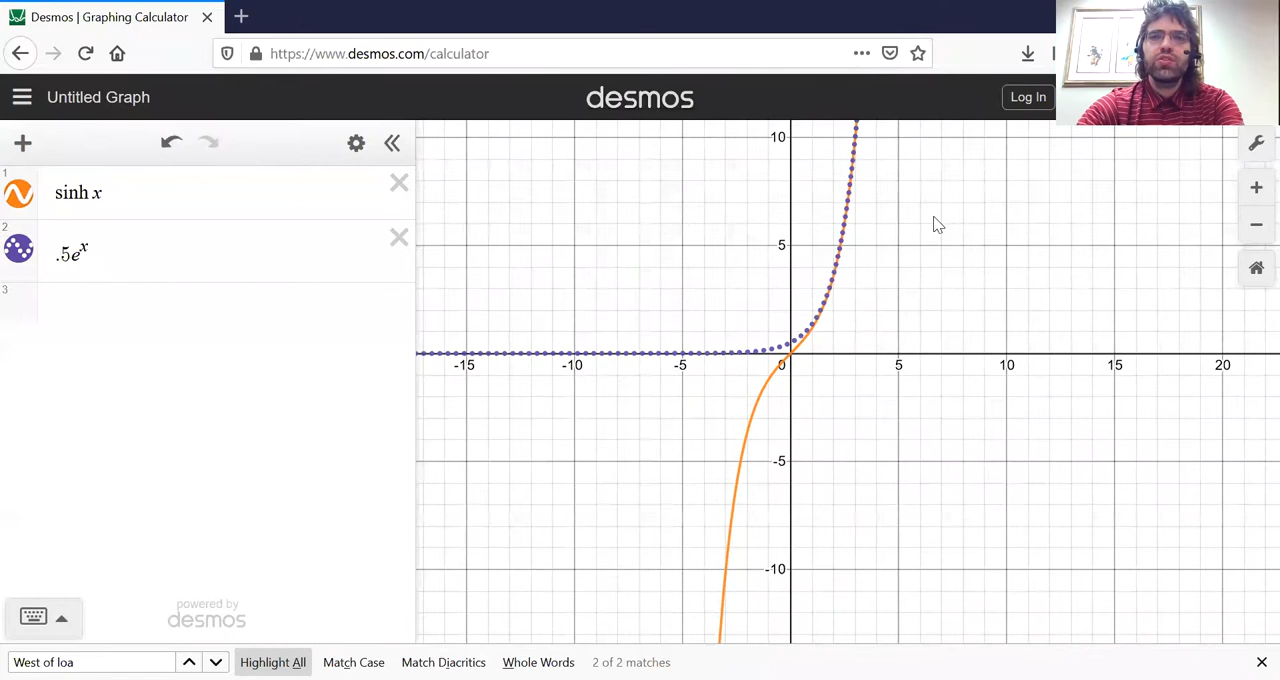 Desmos | Graphing Calculator
https://www.desmos.com/calculator
Untitled Graph
desmos
Log In
1
sinh x
2
.5e^x
3
10
5
-15
-10
-5
0
5
10
15
20
-5
-10
powered by
desmos
West of loa
Highlight All
Match Case
Match Diacritics
Whole Words
2 of 2 matches